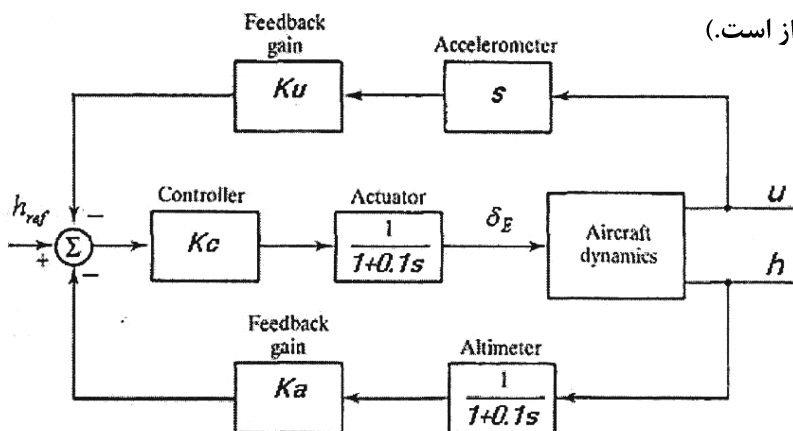 از است.)
Feedback
gain
Ku
Accelerometer
s
u
h_ref
−
+
Σ
−
Controller
Kc
Actuator
1
1+0.1s
δ_E
Aircraft
dynamics
h
Feedback
gain
Ka
Altimeter
1
1+0.1s